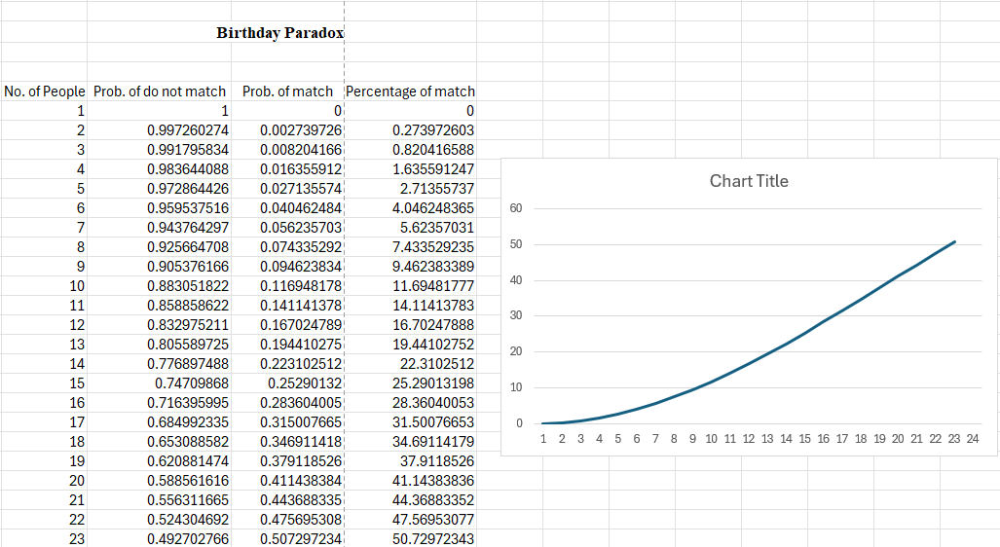 Birthday Paradox
No. of People Prob. of do not match Prob. of match Percentage of match
1 1 0 0
2 0.997260274 0.002739726 0.273972603
3 0.991795834 0.008204166 0.820416588
4 0.983644088 0.016355912 1.635591247
5 0.972864426 0.027135574 2.71355737
6 0.959537516 0.040462484 4.046248365
7 0.943764297 0.056235703 5.62357031
8 0.925664708 0.074335292 7.433529235
9 0.905376166 0.094623834 9.462383389
10 0.883051822 0.116948178 11.69481777
11 0.858858622 0.141141378 14.11413783
12 0.832975211 0.167024789 16.70247888
13 0.805589725 0.194410275 19.44102752
14 0.776897488 0.223102512 22.3102512
15 0.74709868 0.25290132 25.29013198
16 0.716395995 0.283604005 28.36040053
17 0.684992335 0.315007665 31.50076653
18 0.653088582 0.346911418 34.69114179
19 0.620881474 0.379118526 37.9118526
20 0.588561616 0.411438384 41.14383836
21 0.556311665 0.443688335 44.36883352
22 0.524304692 0.475695308 47.56953077
23 0.492702766 0.507297234 50.72972343
Chart Title
60
50
40
30
20
10
0
1 2 3 4 5 6 7 8 9 10 11 12 13 14 15 16 17 18 19 20 21 22 23 24